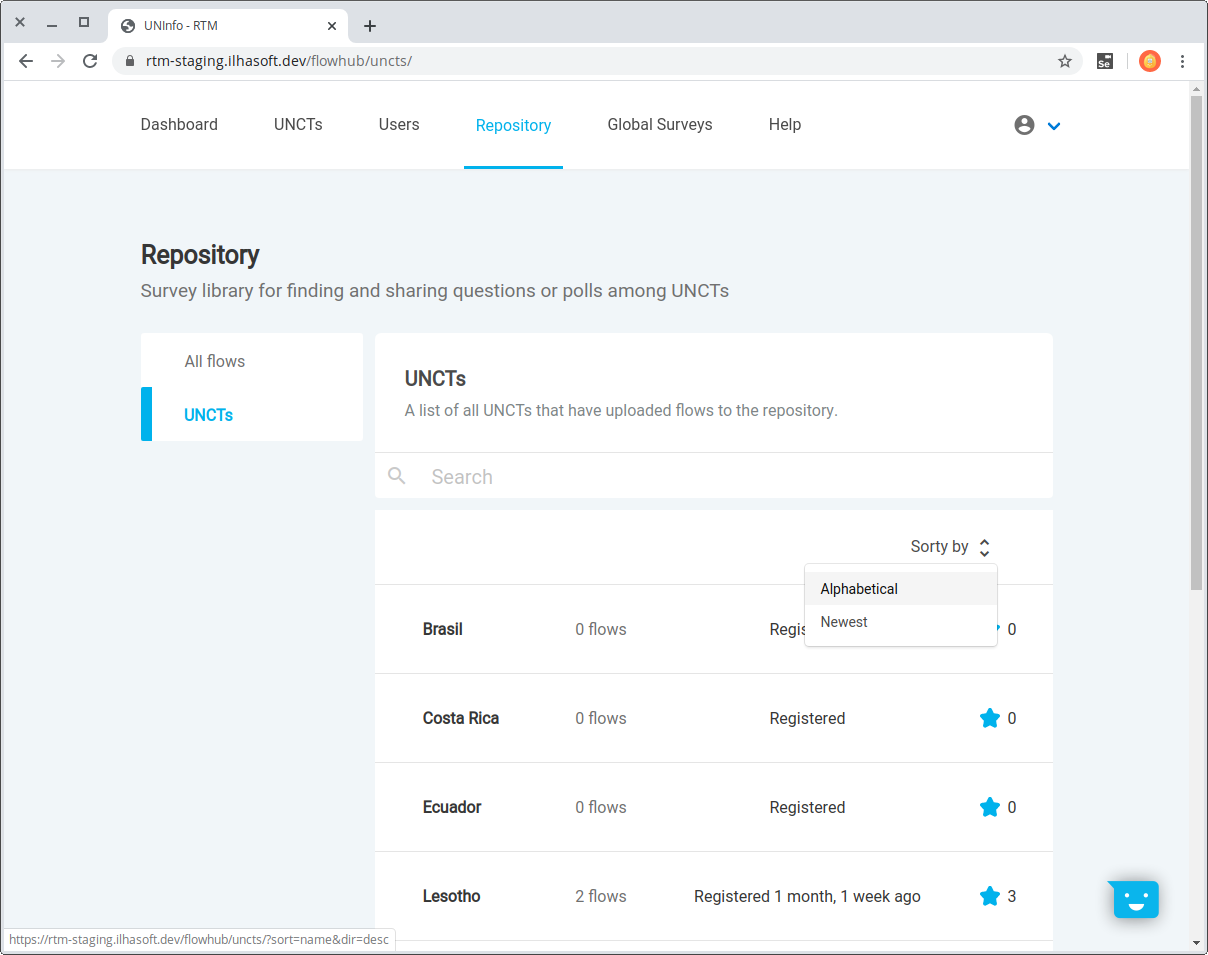 UNInfo - RTM
rtm-staging.ilhasoft.dev/flowhub/uncts/
Se
Dashboard UNCTs Users Repository Global Surveys Help
Repository
Survey library for finding and sharing questions or polls among UNCTs
All flows
UNCTs
UNCTs
A list of all UNCTs that have uploaded flows to the repository.
Search
Sorty by
Alphabetical
Newest
Brasil 0 flows Regis 0
Costa Rica 0 flows Registered 0
Ecuador 0 flows Registered 0
Lesotho 2 flows Registered 1 month, 1 week ago 3
https://rtm-staging.ilhasoft.dev/flowhub/uncts/?sort=name&dir=desc